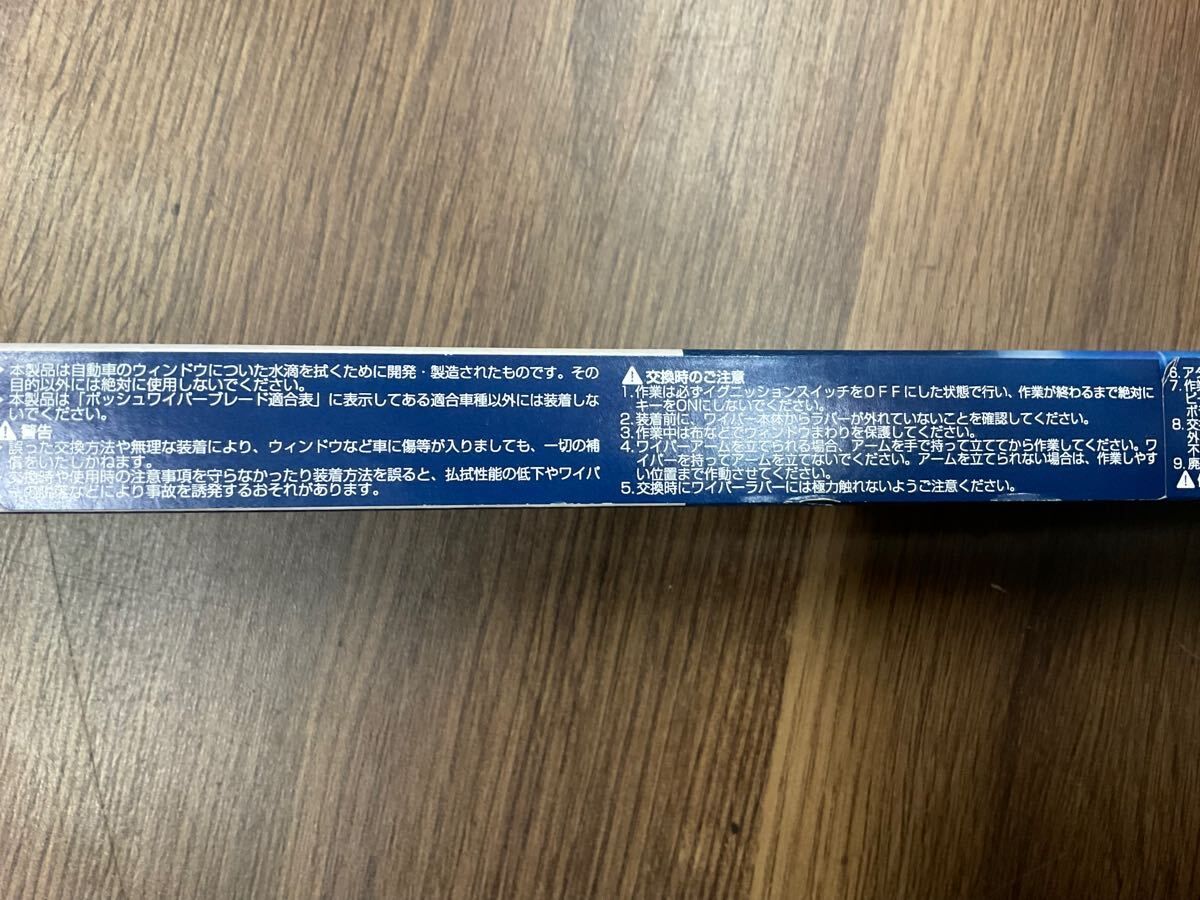 本製品は自動車のウィンドウについた水滴を拭くために開発・製造されたものです。その
目的以外には絶対に使用しないでください。
本製品は「ボッシュワイパーブレード適合表」に表示してある適合車種以外には装着しな
いでください。
警告
誤った交換方法や無理な装着により、ウィンドウなど車に傷等が入りましても、一切の補
償をいたしかねます。
交換時や使用時の注意事項を守らなかったり装着方法を誤ると、払拭性能の低下やワイパ
などにより事故を誘発するおそれがあります。
交換時のご注意
1.作業は必ずイグニッションスイッチをOFFにした状態で行い、作業が終わるまで絶対に
キーをONにしないでください。
2.装着前に、ワイパー本体からラバーが外れていないことを確認してください。
3.作業中は布などでウィンドウまわりを保護してください。
4.ワイパーアームを立てられる場合、アームを手で持って立ててから作業してください。ワ
イパーを持ってアームを立てないでください。アームを立てられない場合は、作業しやす
い位置まで作動させてください。
5.交換時にワイパーラバーには極力触れないようご注意ください。
6.ア
7.作
8.交
外
9.廃